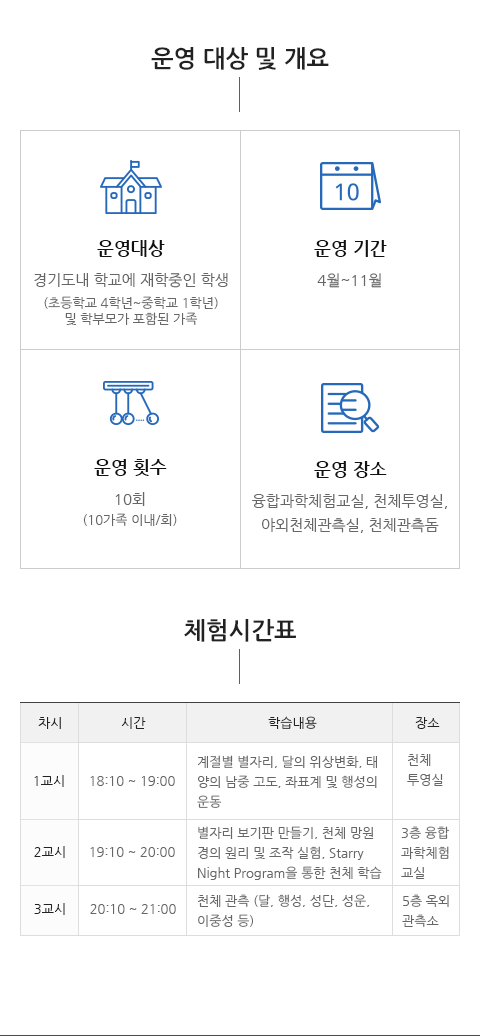 운영 대상 및 개요
10
운영대상
경기도내 학교에 재학중인 학생
(초등학교 4학년~중학교 1학년)
및 학부모가 포함된 가족
운영 기간
4월~11월
운영 횟수
10회
(10가족 이내/회)
운영 장소
융합과학체험교실, 천체투영실,
야외천체관측실, 천체관측돔
체험시간표
차시 시간 학습내용 장소
1교시 18:10 ~ 19:00
계절별 별자리, 달의 위상변화, 태
양의 남중 고도, 좌표계 및 행성의
운동
천체
투영실
2교시 19:10 ~ 20:00
별자리 보기판 만들기, 천체 망원
경의 원리 및 조작 실험, Starry
Night Program을 통한 천체 학습
3층 융합
과학체험
교실
3교시 20:10 ~ 21:00
천체 관측 (달, 행성, 성단, 성운,
이중성 등)
5층 옥외
관측소